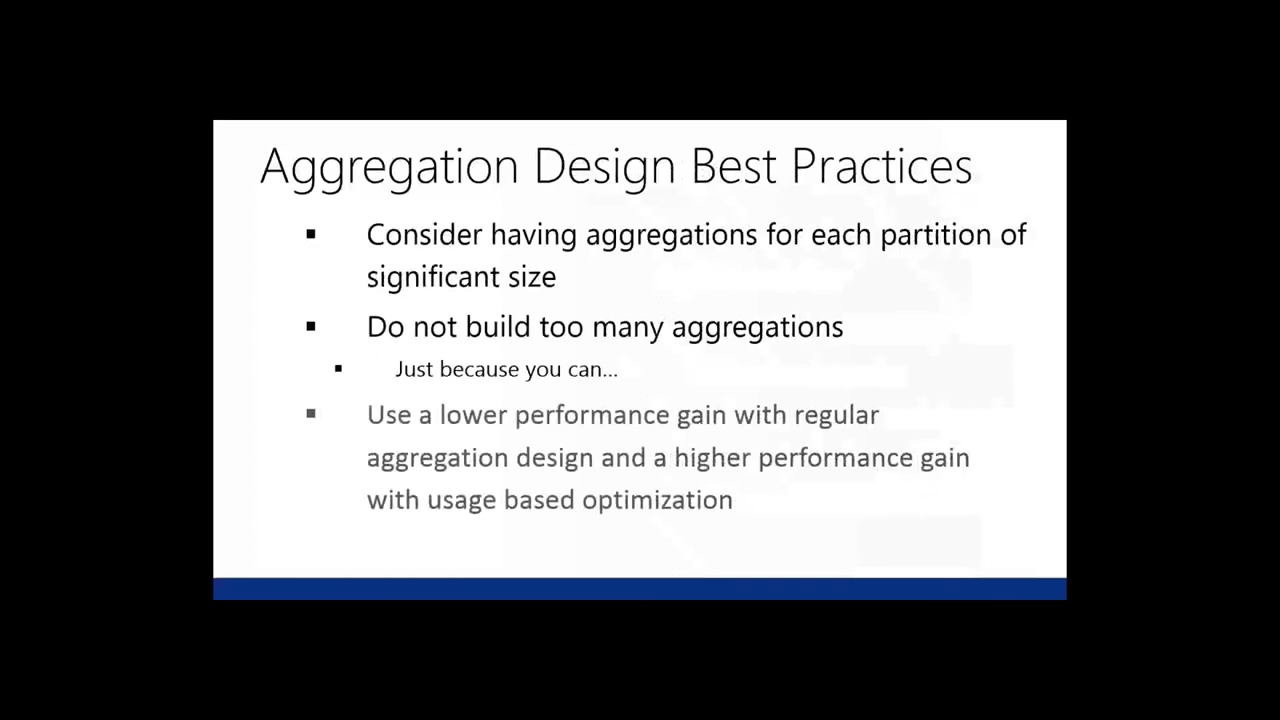 Aggregation Design Best Practices
Consider having aggregations for each partition of
significant size
Do not build too many aggregations
Just because you can...
Use a lower performance gain with regular
aggregation design and a higher performance gain
with usage based optimization